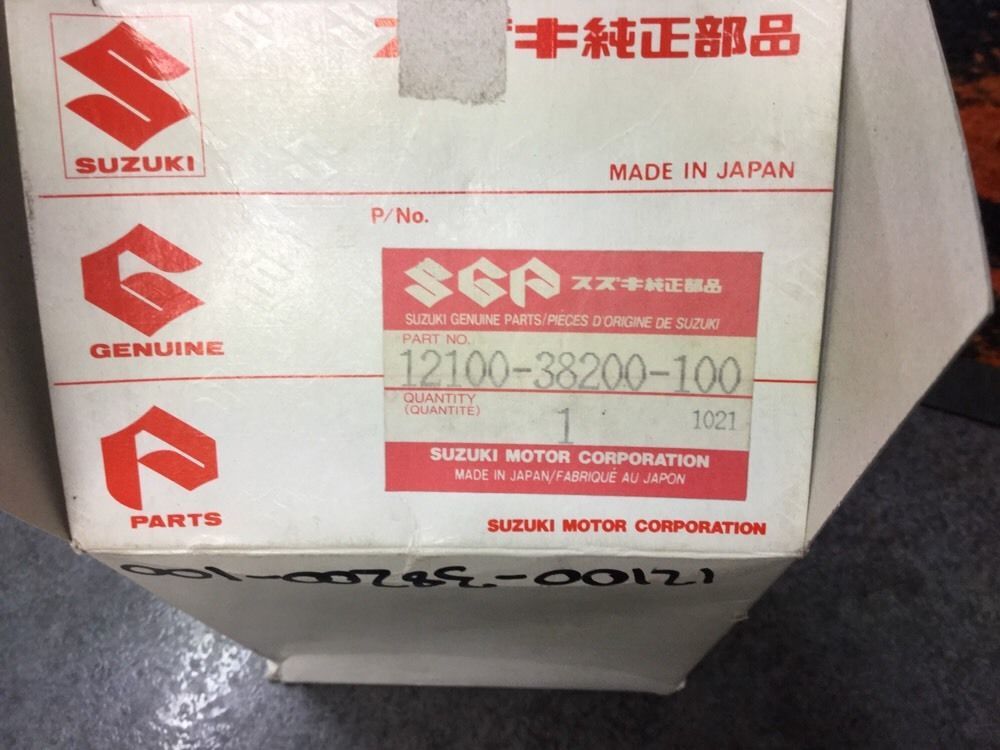 スズキ純正部品
SUZUKI
MADE IN JAPAN
P/No.
SGP スズキ純正部品
SUZUKI GENUINE PARTS/PIÈCES D'ORIGINE DE SUZUKI
GENUINE
PART NO.
12100-38200-100
QUANTITY
(QUANTITÉ)
1
1021
SUZUKI MOTOR CORPORATION
MADE IN JAPAN/FABRIQUÉ AU JAPON
PARTS
SUZUKI MOTOR CORPORATION
12100-38200-100